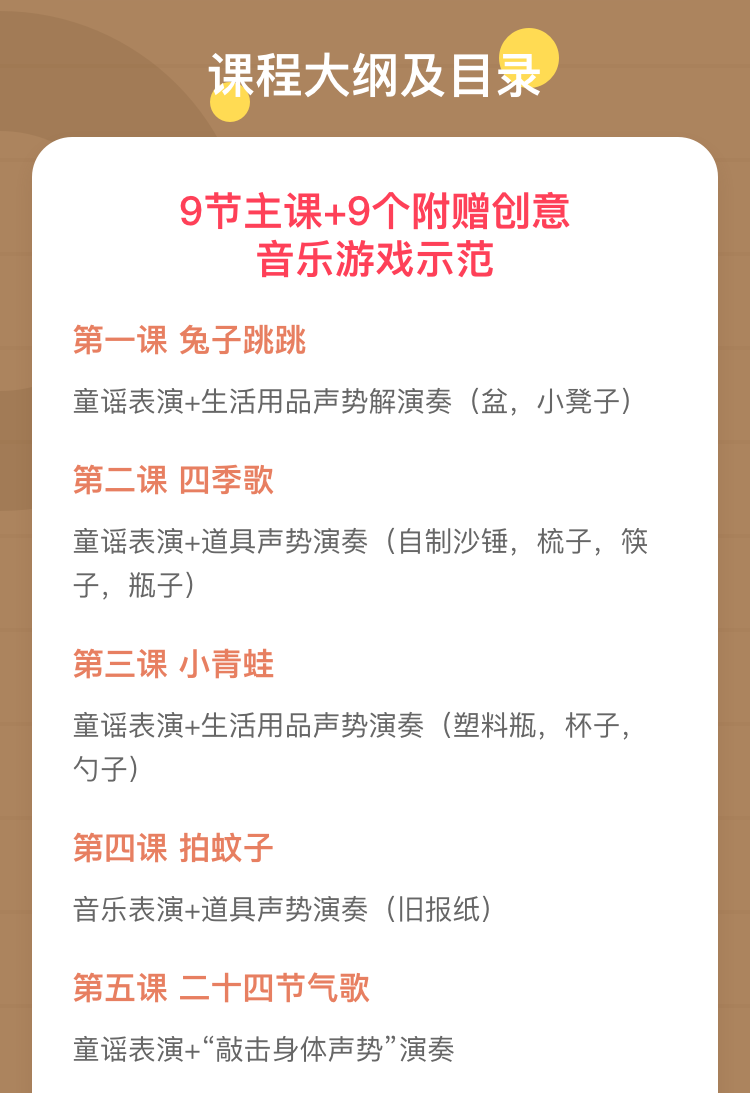 课程大纲及目录
9节主课+9个附赠创意
音乐游戏示范
第一课 兔子跳跳
童谣表演+生活用品声势解演奏（盆，小凳子）
第二课 四季歌
童谣表演+道具声势演奏（自制沙锤，梳子，筷
子，瓶子）
第三课 小青蛙
童谣表演+生活用品声势演奏（塑料瓶，杯子，
勺子）
第四课 拍蚊子
音乐表演+道具声势演奏（旧报纸）
第五课 二十四节气歌
童谣表演+“敲击身体声势”演奏